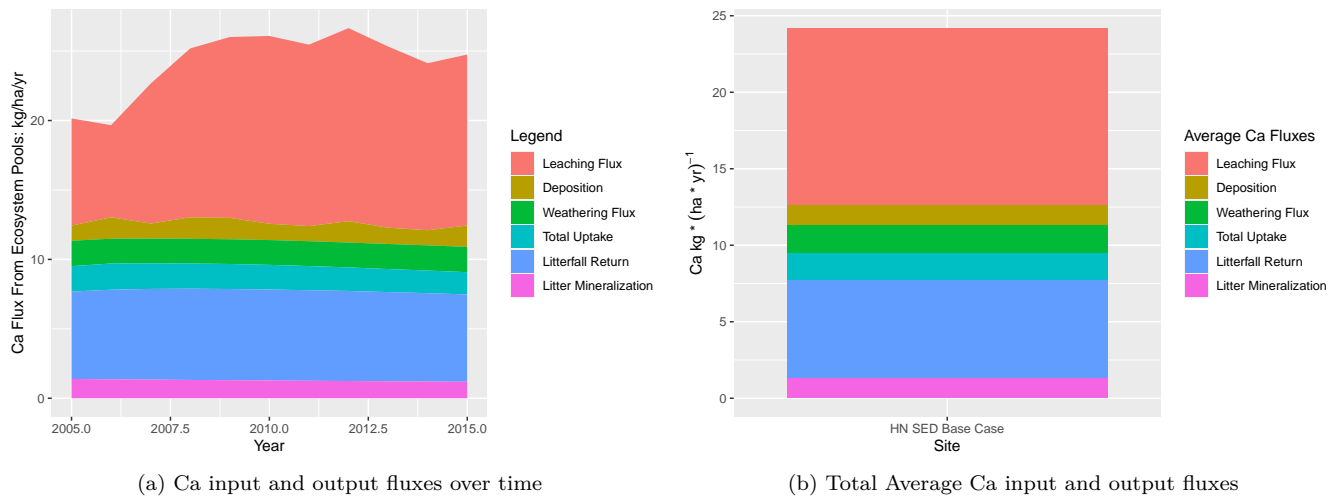 Ca Flux From Ecosystem Pools: kg/ha/yr
20
10
0
2005.0 2007.5 2010.0 2012.5 2015.0
Year
Legend
Leaching Flux
Deposition
Weathering Flux
Total Uptake
Litterfall Return
Litter Mineralization
(a) Ca input and output fluxes over time
Ca kg * (ha * yr)⁻¹
25
20
15
10
5
0
HN SED Base Case
Site
Average Ca Fluxes
Leaching Flux
Deposition
Weathering Flux
Total Uptake
Litterfall Return
Litter Mineralization
(b) Total Average Ca input and output fluxes